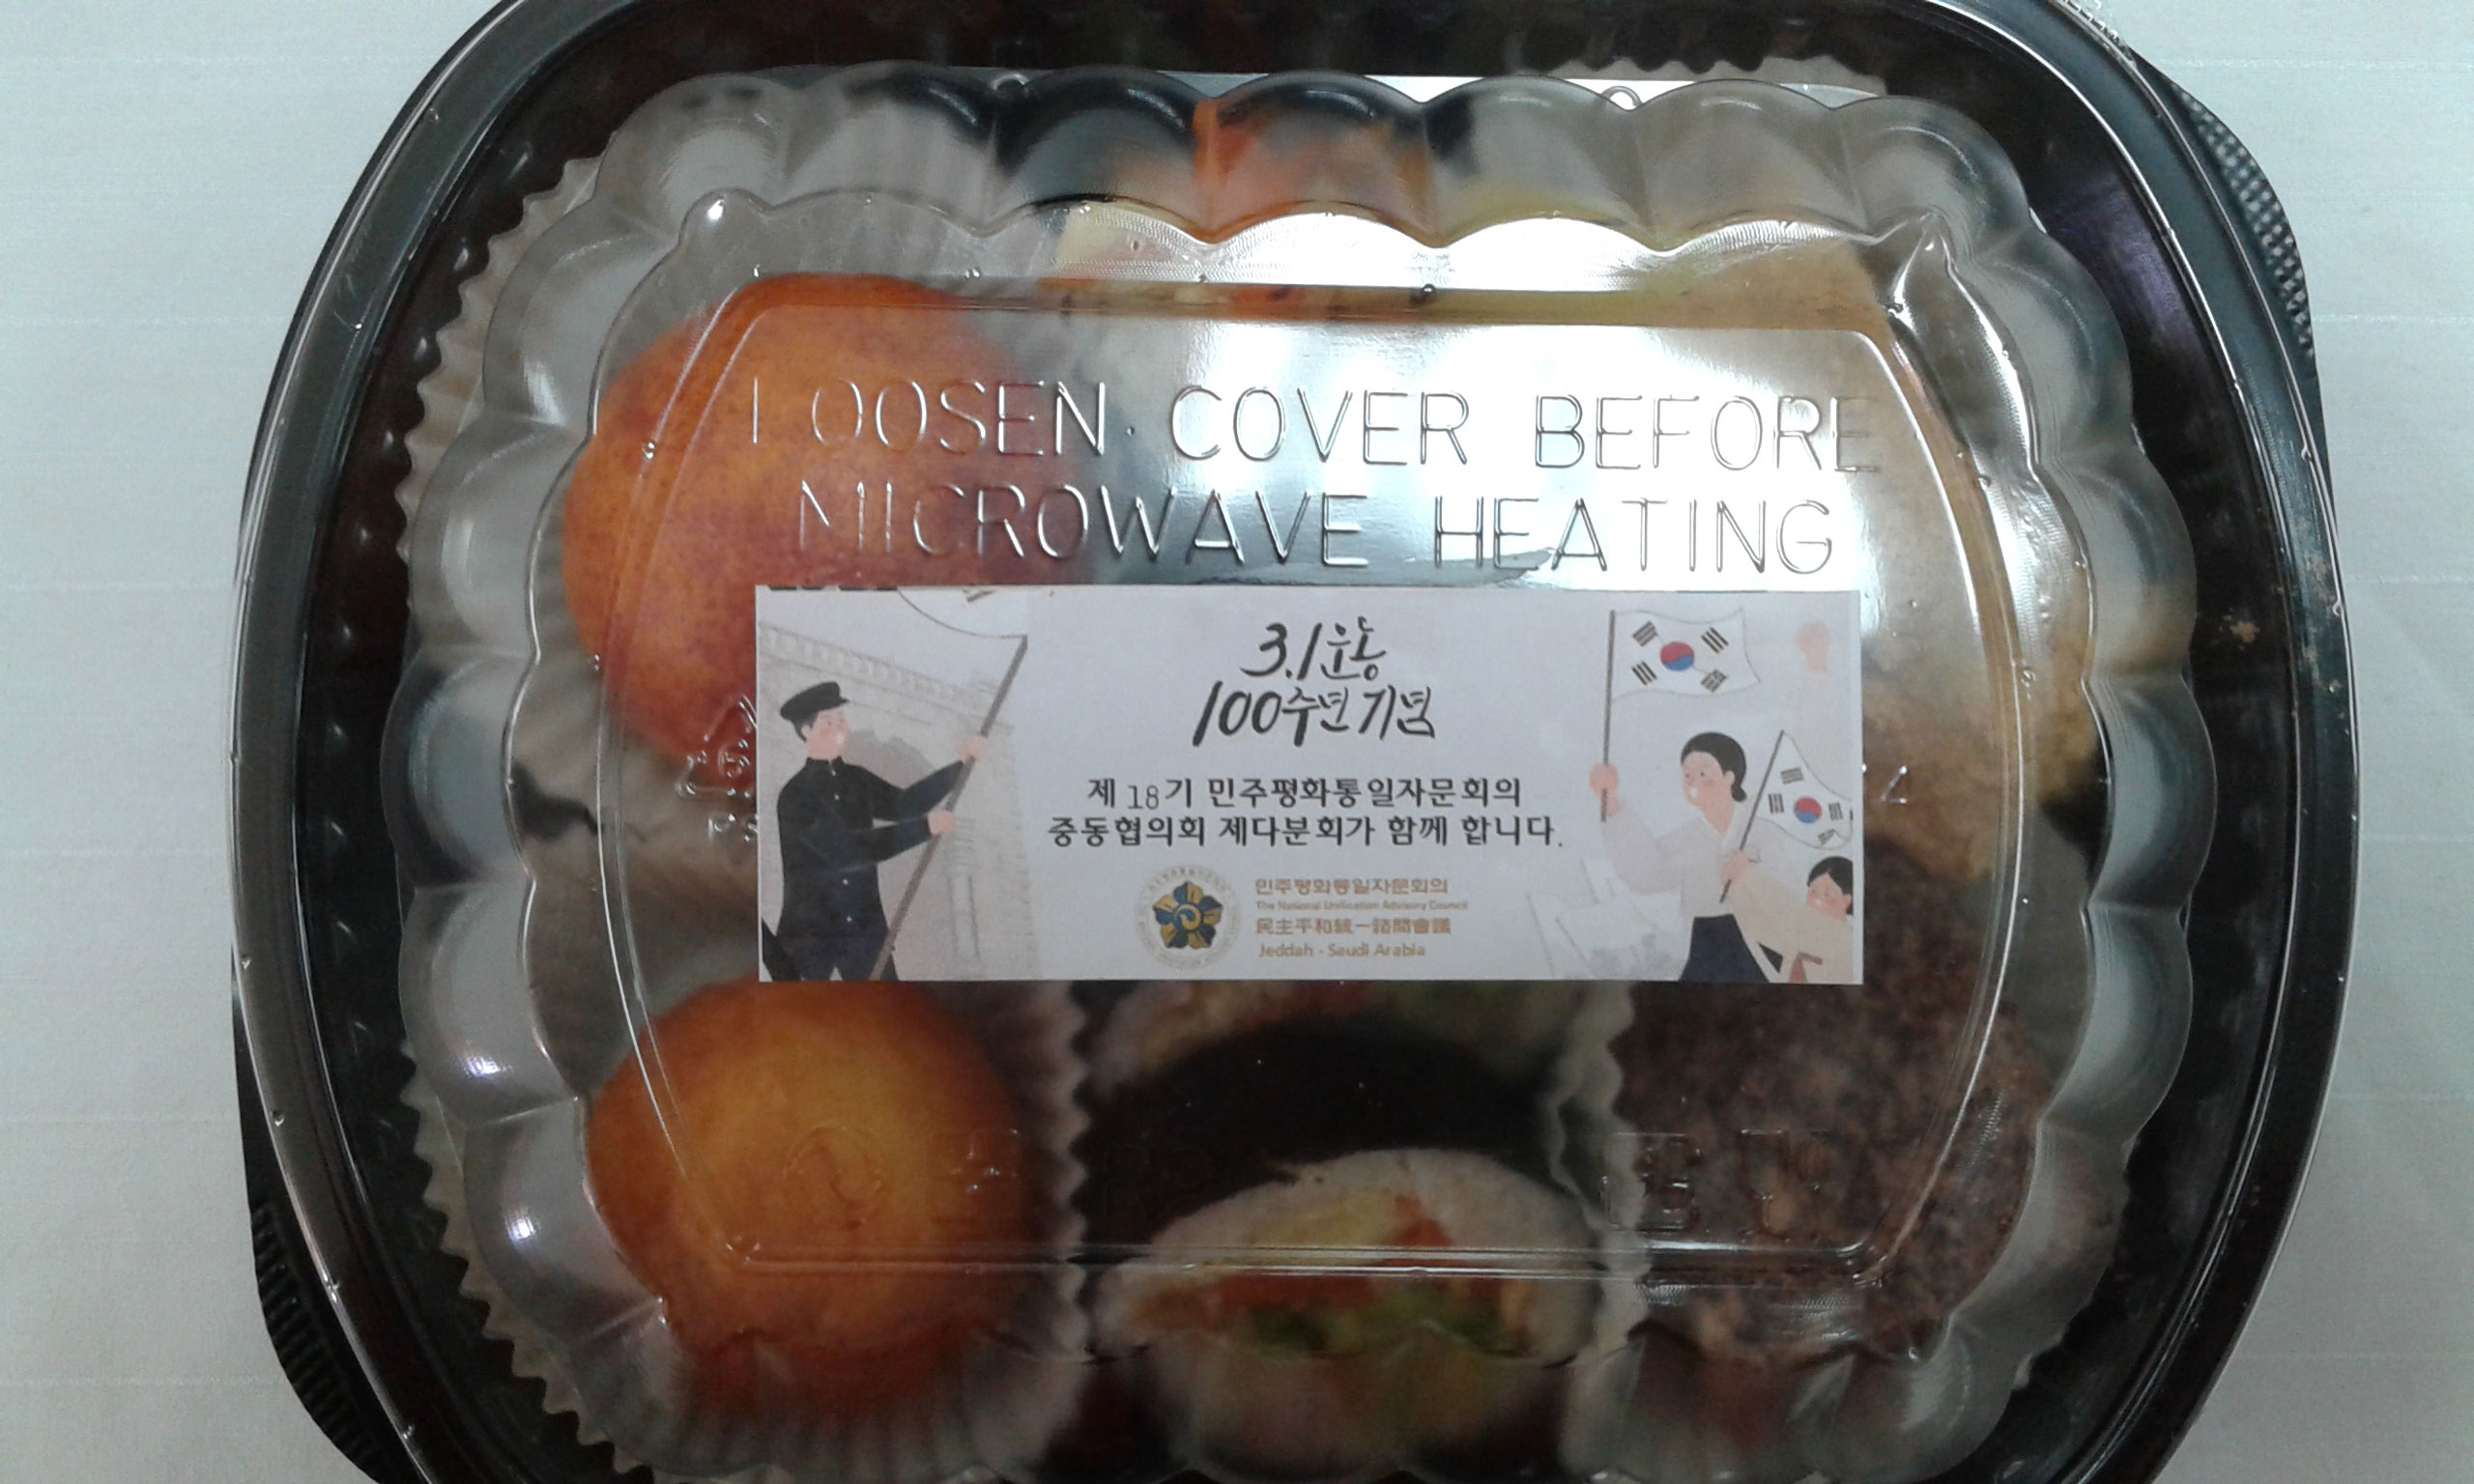 LOOSEN COVER BEFORE
MICROWAVE HEATING
3.1운동
100주년 기념
제 18기 민주평화통일자문회의
중동협의회 제다분회가 함께 합니다.
민주평화통일자문회의
The National Unification Advisory Council
民主平和統一諮問會議
Jeddah - Saudi Arabia